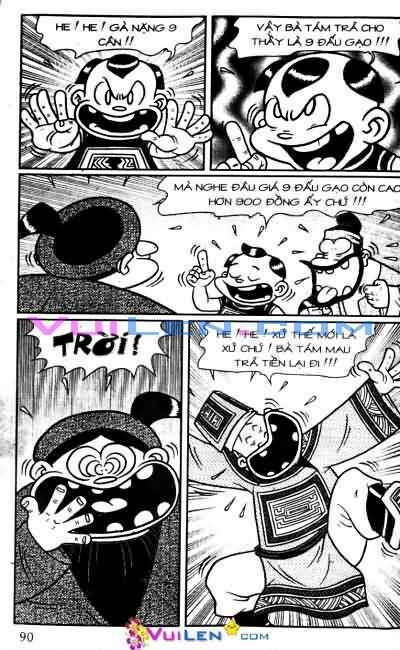 HE! HE! GÀ NẶNG 9
CÂN!!
VẬY BÀ TÁM TRẢ CHO
THẦY LÀ 9 ĐẤU GẠO!!!
MÀ NGHE ĐÂU GIÁ 9 ĐẤU GẠO CÒN CAO
HƠN 900 ĐỒNG ẤY CHỨ!!!
VUILEN.COM
TRỜI!
HE! HE! XỬ THẾ MỚI LÀ
XỬ CHỨ! BÀ TÁM MAU
TRẢ TIỀN LẠI ĐI!!!
90
VUILEN.COM